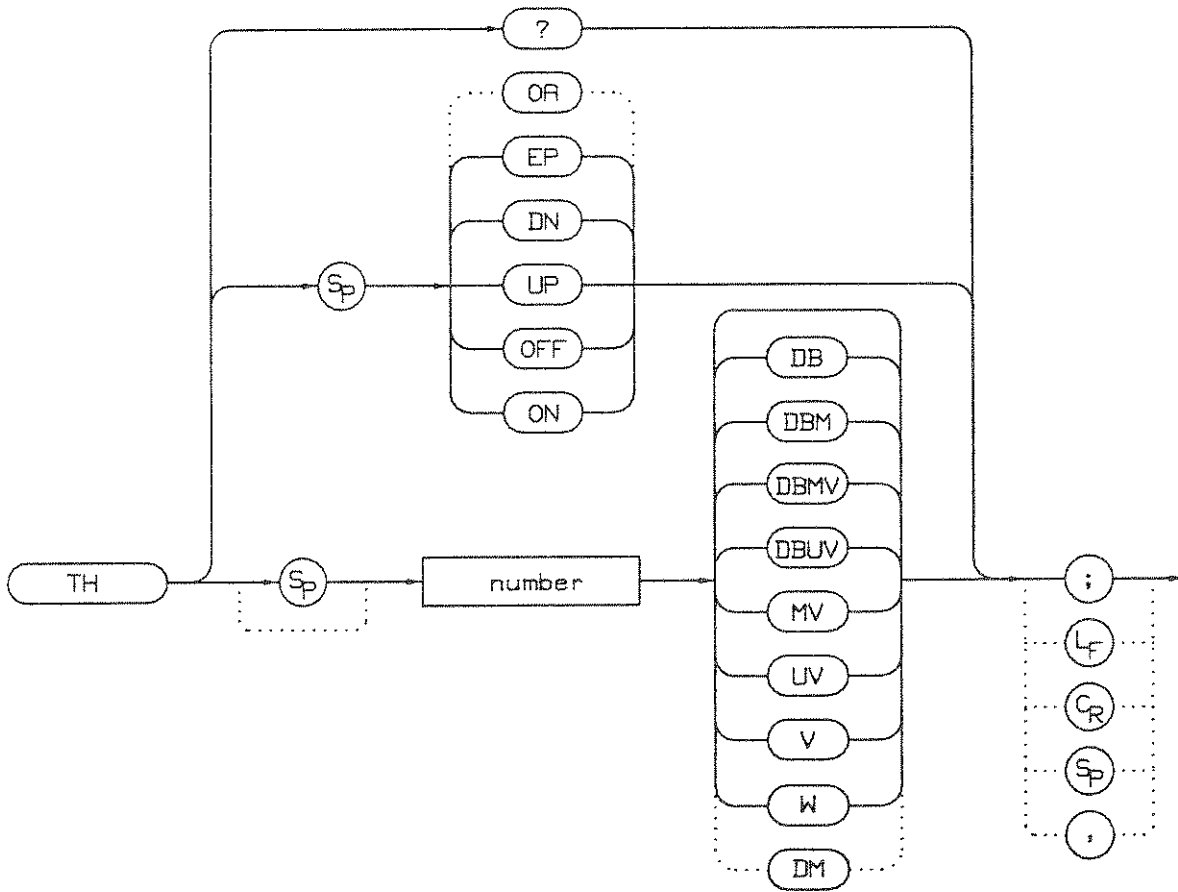 ?
OA
EP
DN
SP
UP
OFF
ON
DB
DBM
DBMV
DBUV
TH
SP
number
;
MV
LF
UV
CR
V
SP
W
,
DM